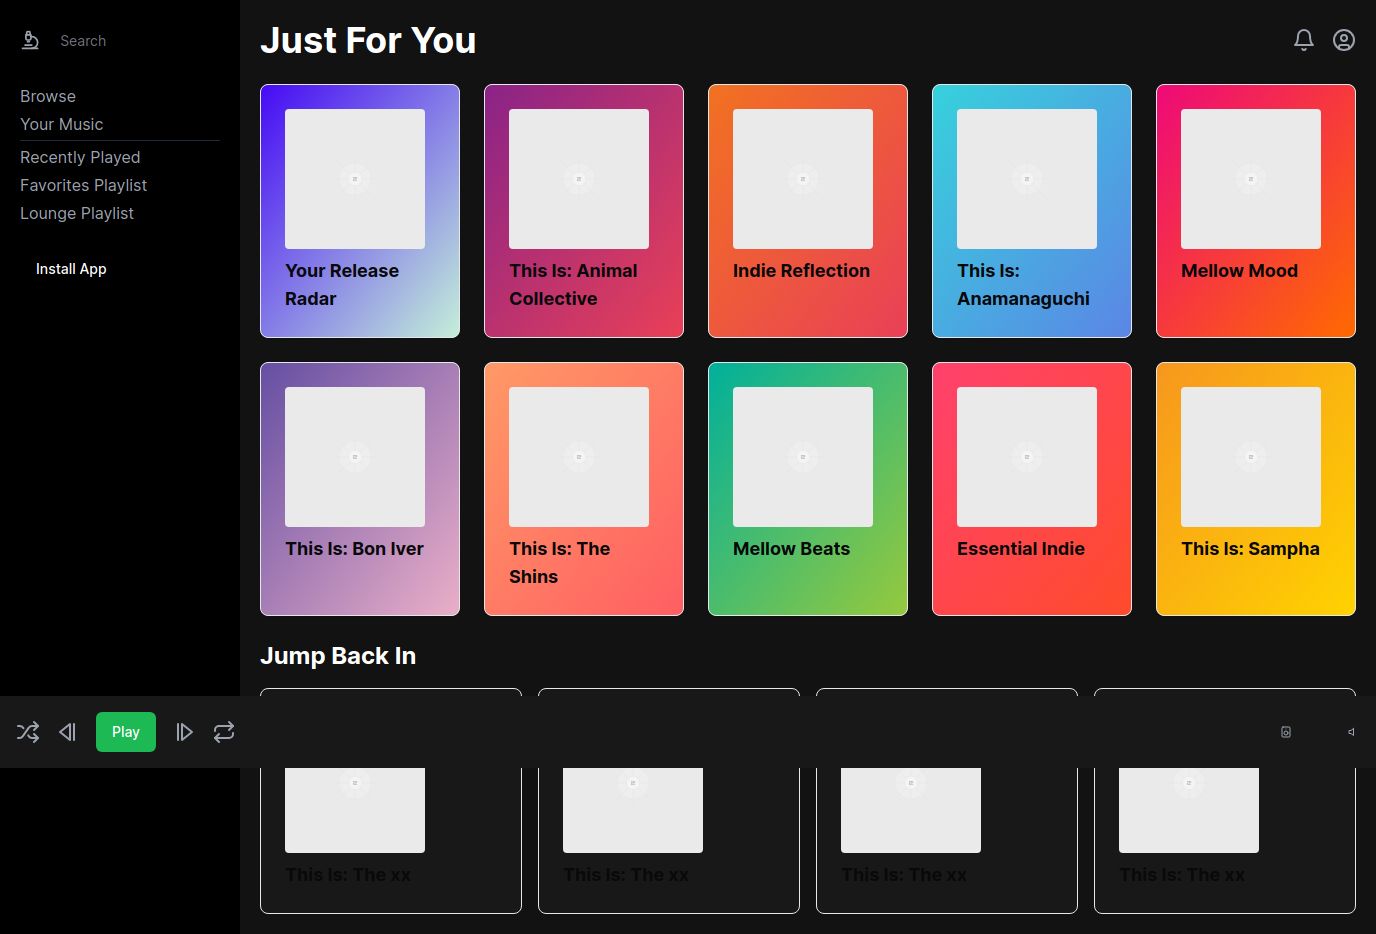 Search
Browse
Your Music
Recently Played
Favorites Playlist
Lounge Playlist
Install App
Just For You
Your Release
Radar
This Is: Animal
Collective
Indie Reflection
This Is:
Anamanaguchi
Mellow Mood
This Is: Bon Iver
This Is: The
Shins
Mellow Beats
Essential Indie
This Is: Sampha
Jump Back In
Play
This Is: The xx
This Is: The xx
This Is: The xx
This Is: The xx